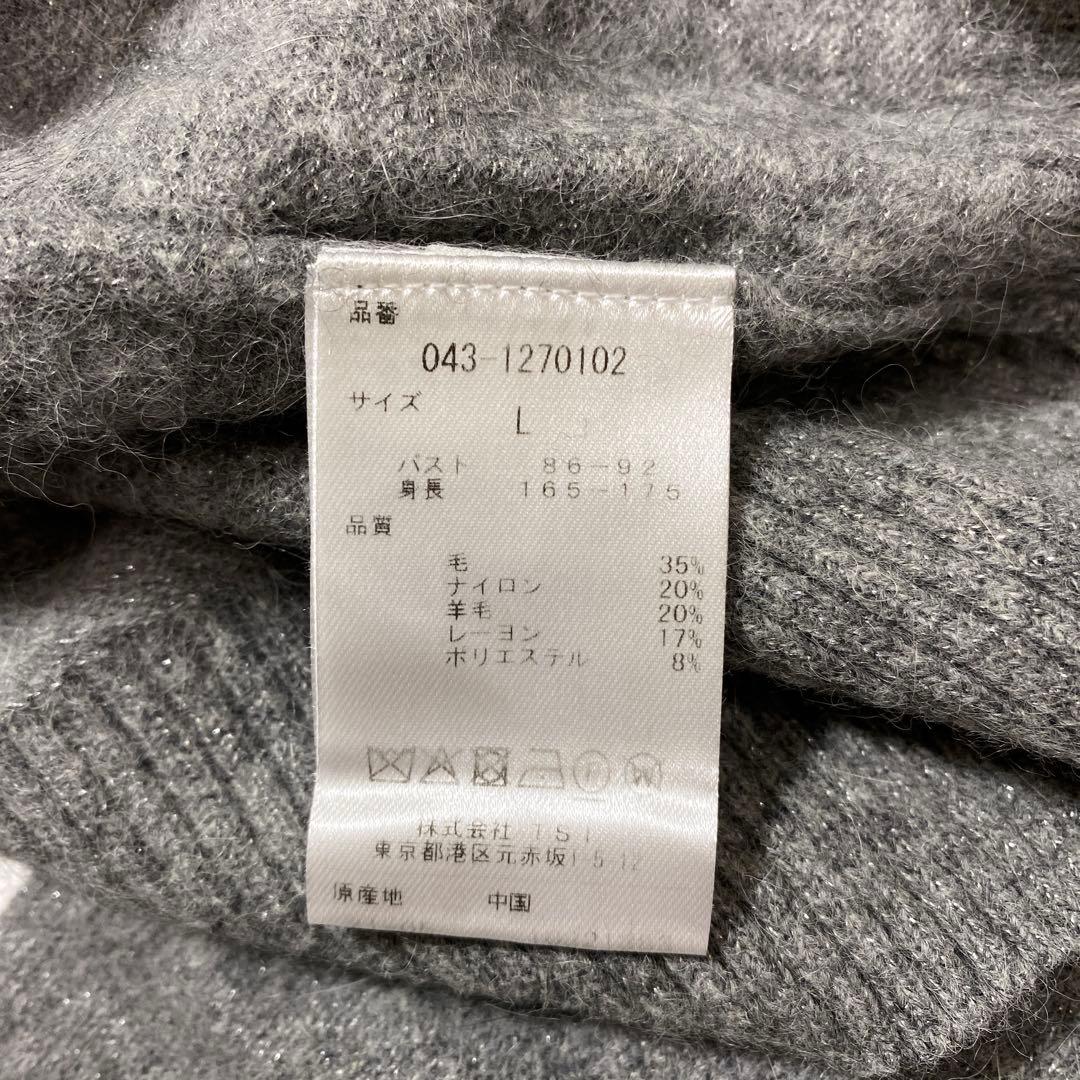 品番
043-1270102
サイズ
L
バスト 86-92
身長 165-175
品質
毛 35%
ナイロン 20%
羊毛 20%
レーヨン 17%
ポリエステル 8%
株式会社 TSI
東京都港区元赤坂1-5-12
原産地 中国